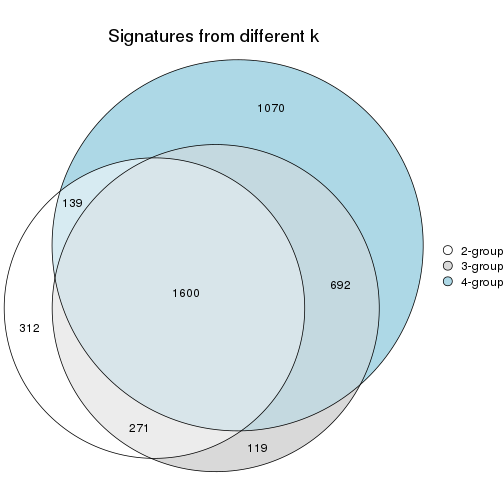 Signatures from different k
1070
139
692
1600
312
271
119
2-group
3-group
4-group